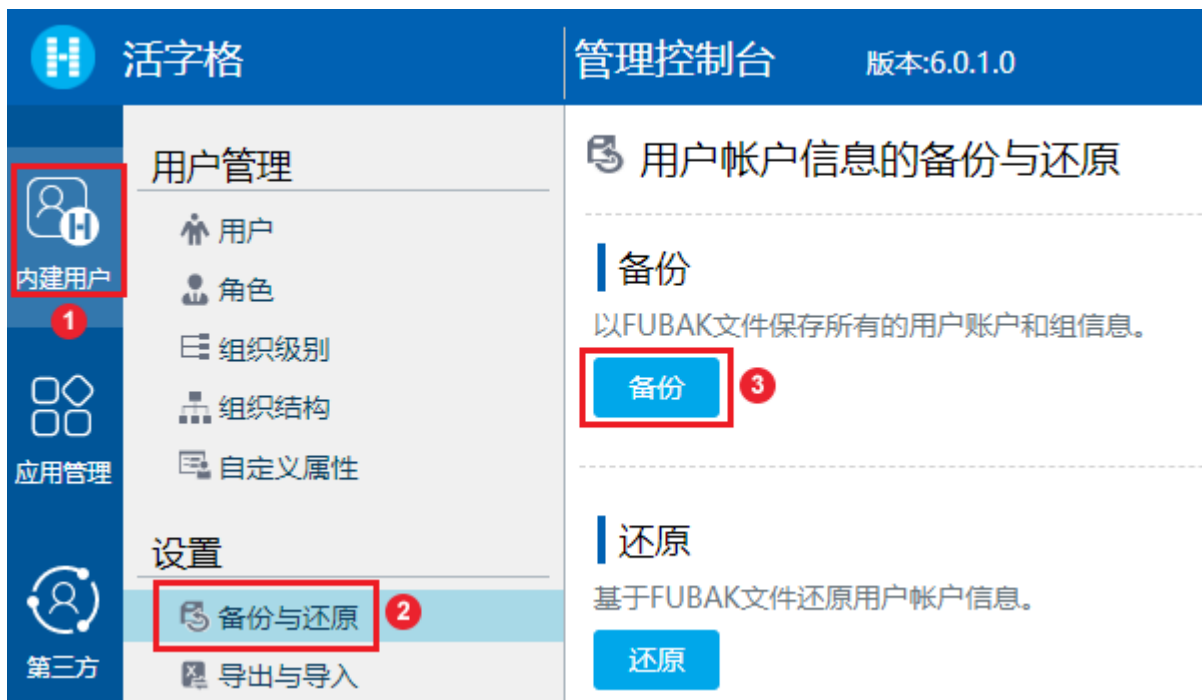 活字格
管理控制台
版本:6.0.1.0
内建用户
1
应用管理
第三方
用户管理
用户
角色
组织级别
组织结构
自定义属性
设置
备份与还原
2
导出与导入
用户帐户信息的备份与还原
备份
以FUBAK文件保存所有的用户账户和组信息。
备份
3
还原
基于FUBAK文件还原用户帐户信息。
还原